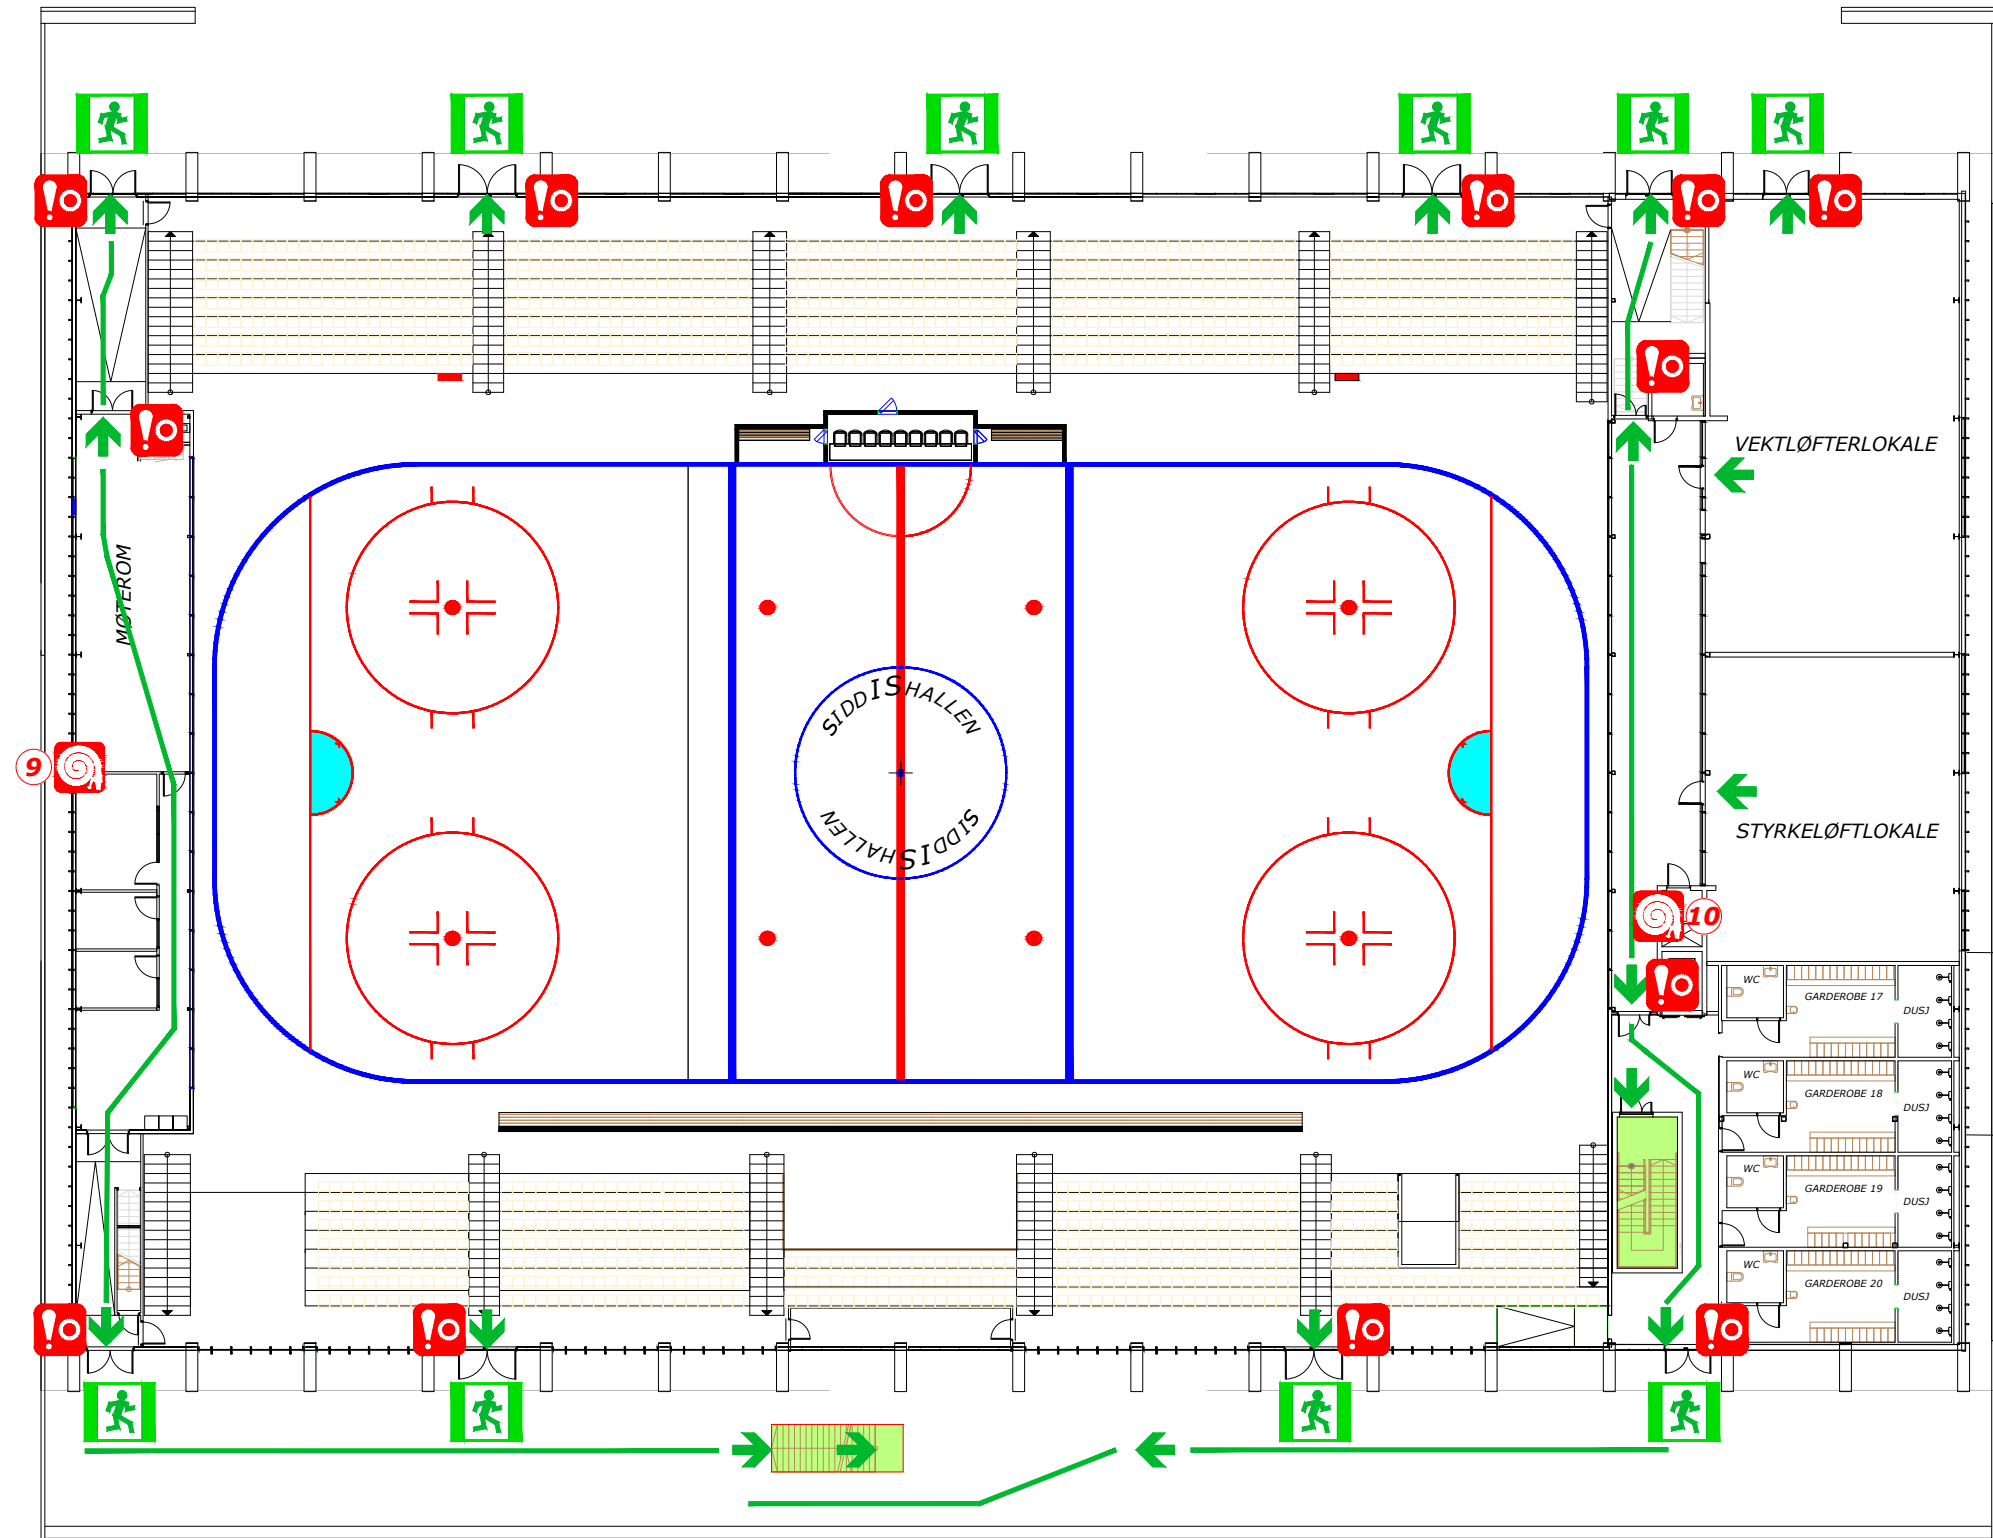 VEKTLØFTERLOKALE
MØTEROM
SIDDISHALLEN
SIDDISHALLEN
9
STYRKELØFTLOKALE
10
WC
GARDEROBE 17
DUSJ
WC
GARDEROBE 18
DUSJ
WC
GARDEROBE 19
DUSJ
WC
GARDEROBE 20
DUSJ